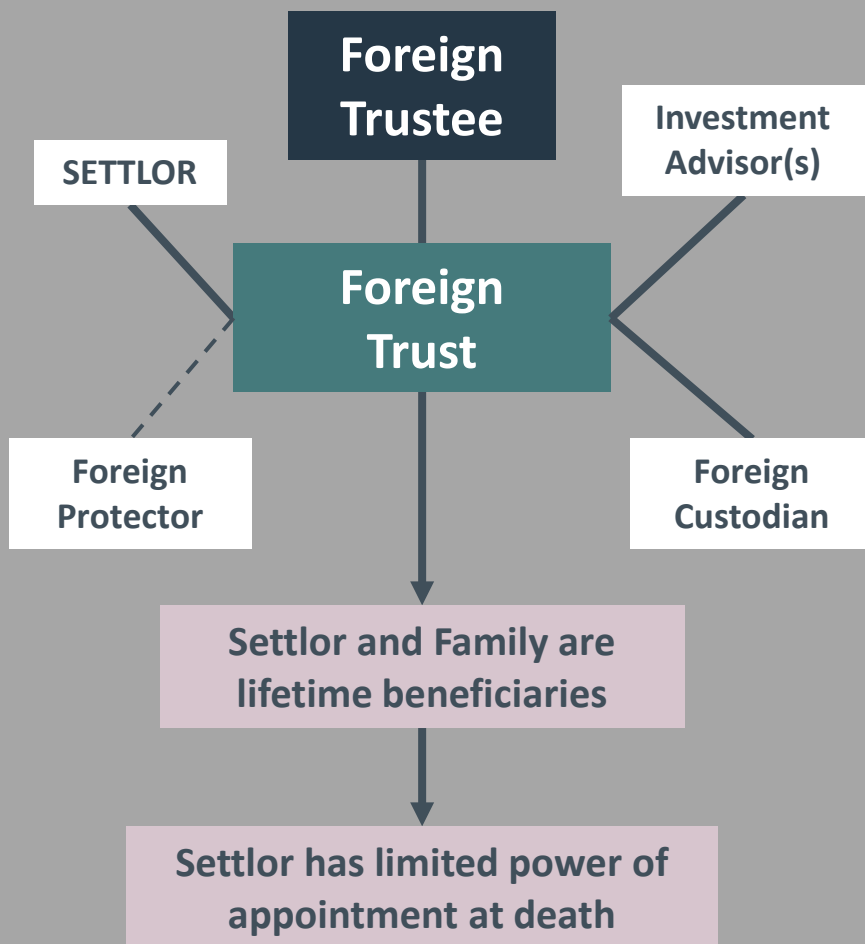 Foreign
Trustee
Investment
Advisor(s)
SETTLOR
Foreign
Trust
Foreign
Protector
Foreign
Custodian
Settlor and Family are
lifetime beneficiaries
Settlor has limited power of
appointment at death